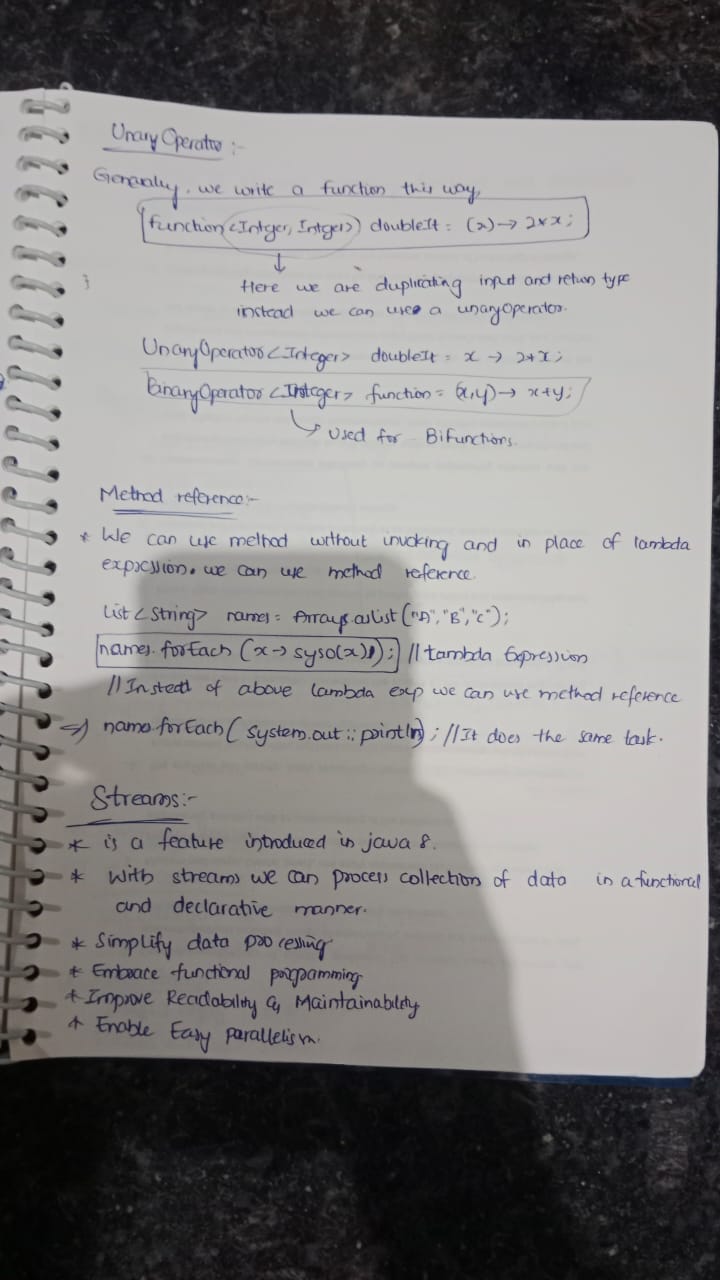 Unary Operator :-
Generally, we write a function this way,
function <Intger, Intger> doubleIt = (x) → 2*x;
↓
Here we are duplicating input and return type
instead we can use a unaryOperator.
UnaryOperator <Integer> doubleIt = x → 2*x;
BinaryOperator <Integer> function = (x,y) → x+y;
↳ Used for BiFunctions.
Method reference:-
* We can use method without invoking and in place of lambda
expression. we can use method reference.
List <String> names = Arrays.asList ("A", "B", "C");
names.forEach (x → syso(x)); // Lambda Expression
// Insted of above lambda exp we can use method reference
⇒ name.forEach ( System.out :: println) ; // It does the same task.
Streams:-
* is a feature introduced in java 8.
* With streams we can process collection of data in a functional
and declarative manner.
* Simplify data processing
* Embrace functional programming
* Improve Readability & Maintainability
* Enable Easy parallelism.